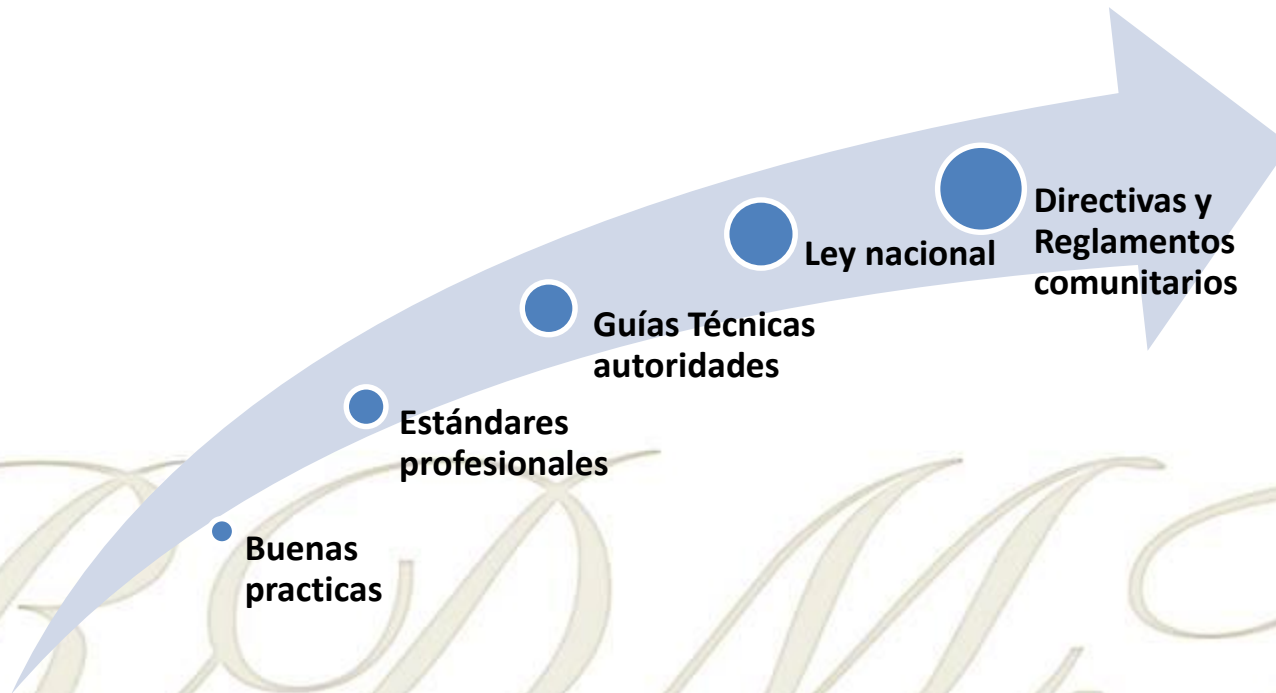 Directivas y
Reglamentos
comunitarios
Ley nacional
Guías Técnicas
autoridades
Estándares
profesionales
Buenas
practicas